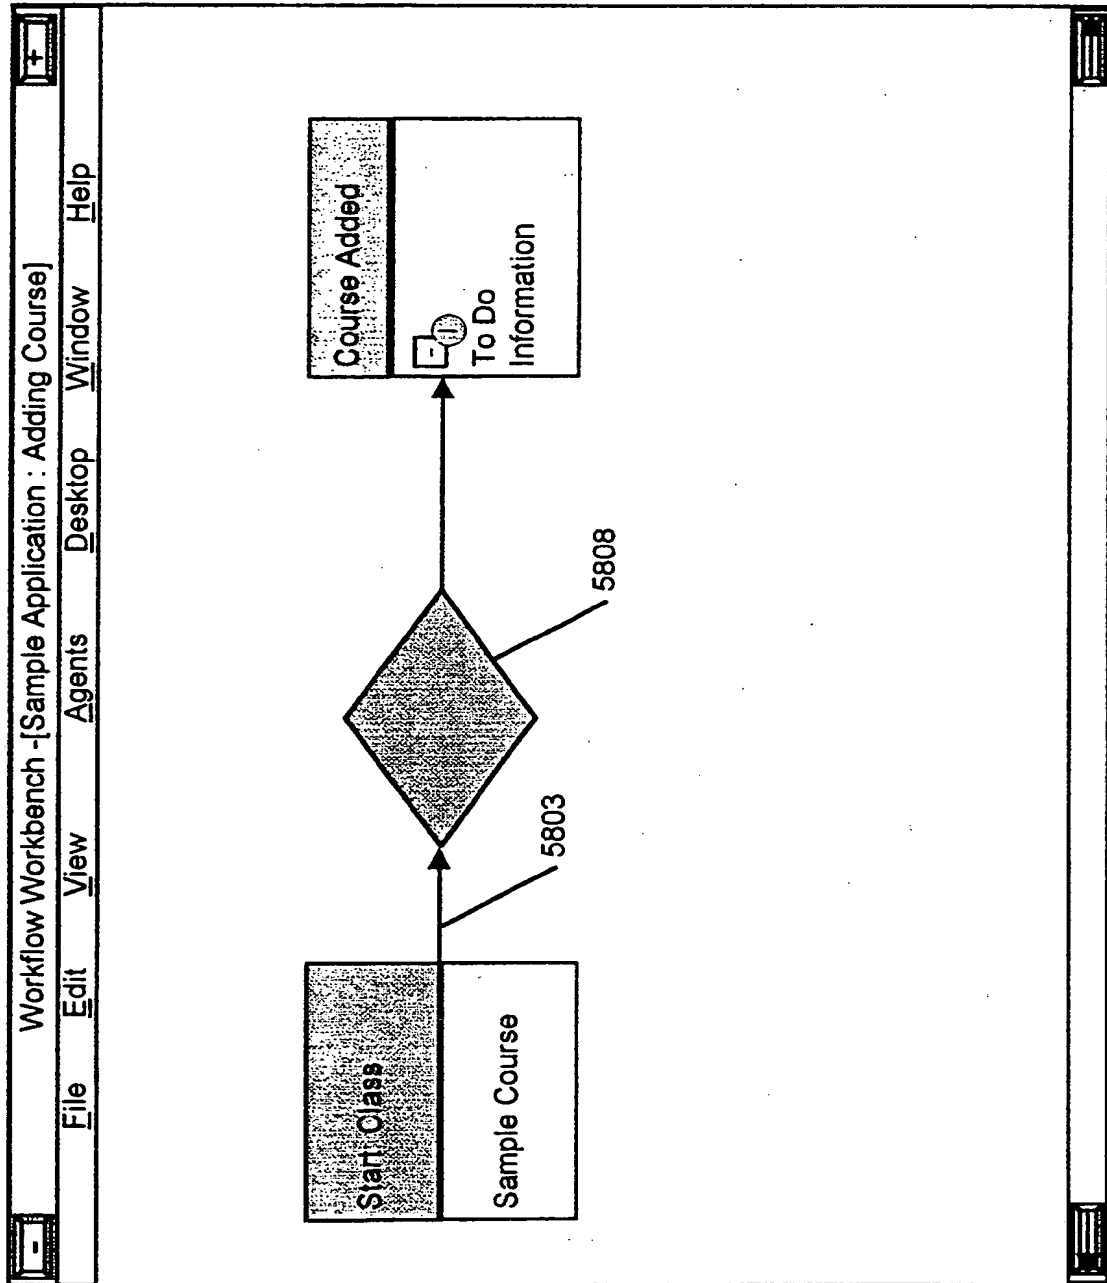 Workflow Workbench -[Sample Application : Adding Course]
- +
File Edit View Agents Desktop Window Help
Start: Class
Sample Course
5803
5808
Course Added
- I
To Do
Information